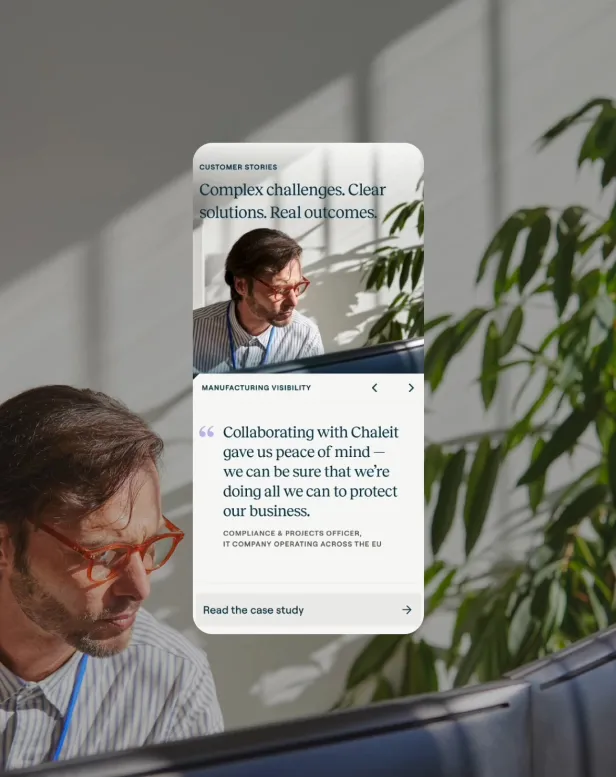 CUSTOMER STORIES
Complex challenges. Clear
solutions. Real outcomes.
MANUFACTURING VISIBILITY
“ Collaborating with Chaleit
gave us peace of mind —
we can be sure that we’re
doing all we can to protect
our business.
COMPLIANCE & PROJECTS OFFICER,
IT COMPANY OPERATING ACROSS THE EU
Read the case study